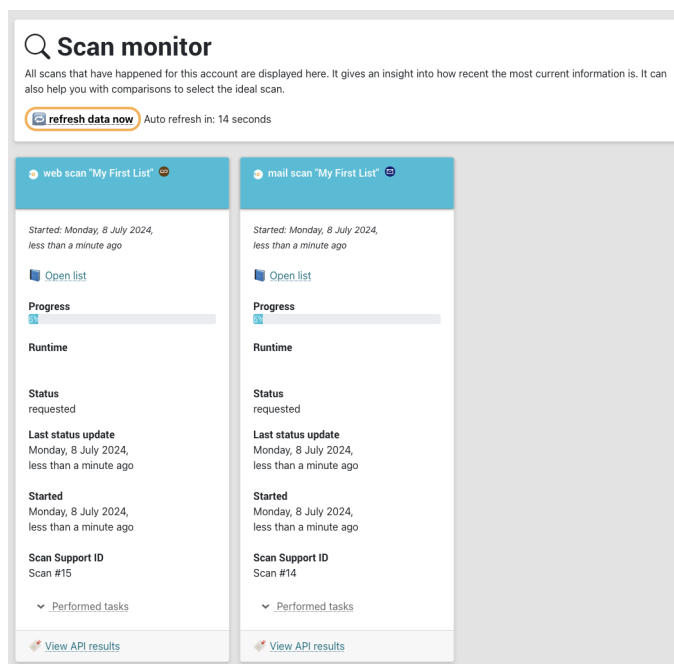 Scan monitor
All scans that have happened for this account are displayed here. It gives an insight into how recent the most current information is. It can
also help you with comparisons to select the ideal scan.
refresh data now Auto refresh in: 14 seconds
web scan "My First List"
Started: Monday, 8 July 2024,
less than a minute ago
Open list
Progress
Runtime
Status
requested
Last status update
Monday, 8 July 2024,
less than a minute ago
Started
Monday, 8 July 2024,
less than a minute ago
Scan Support ID
Scan #15
Performed tasks
View API results
mail scan "My First List"
Started: Monday, 8 July 2024,
less than a minute ago
Open list
Progress
Runtime
Status
requested
Last status update
Monday, 8 July 2024,
less than a minute ago
Started
Monday, 8 July 2024,
less than a minute ago
Scan Support ID
Scan #14
Performed tasks
View API results